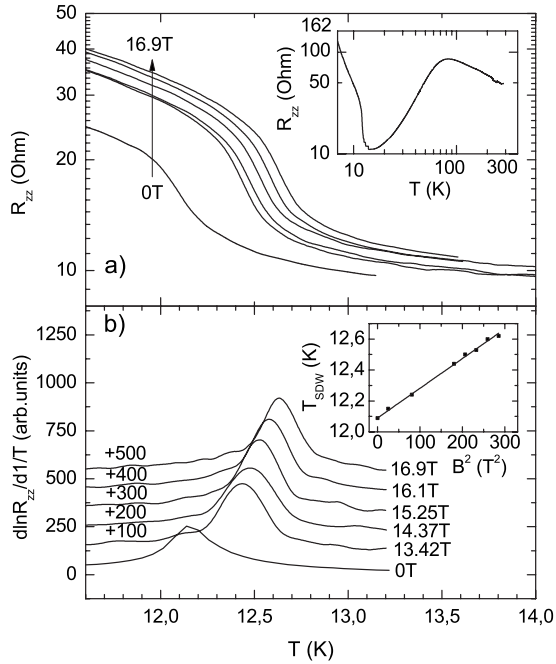 50
40
30
20
10
R_zz (Ohm)
16.9T
0T
a)
162
100
50
10
R_zz (Ohm)
10
100
300
T (K)
b)
1250
1000
750
500
250
0
dlnR_zz/d1/T (arb.units)
+500
+400
+300
+200
+100
16.9T
16.1T
15.25T
14.37T
13.42T
0T
12,6
12,4
12,2
12,0
T_SDW (K)
0
100
200
300
B² (T²)
12,0
12,5
13,0
13,5
14,0
T (K)